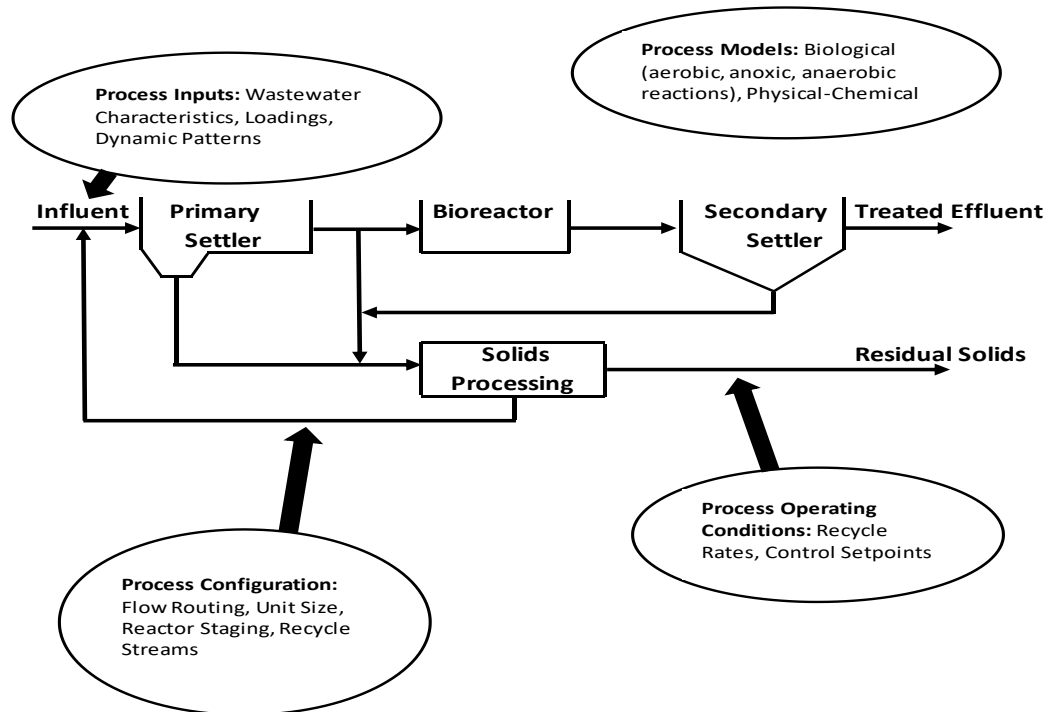 Process Models: Biological
(aerobic, anoxic, anaerobic
reactions), Physical-Chemical
Process Inputs: Wastewater
Characteristics, Loadings,
Dynamic Patterns
Influent
Primary
Settler
Bioreactor
Secondary
Settler
Treated Effluent
Solids
Processing
Residual Solids
Process Operating
Conditions: Recycle
Rates, Control Setpoints
Process Configuration:
Flow Routing, Unit Size,
Reactor Staging, Recycle
Streams